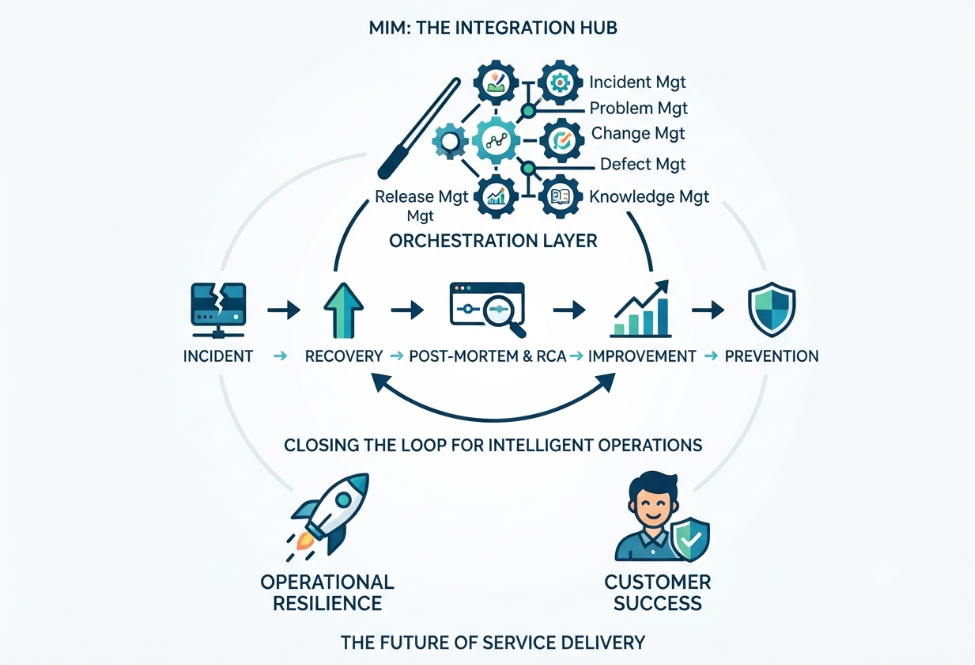 MIM: THE INTEGRATION HUB
Incident Mgt
Problem Mgt
Change Mgt
Defect Mgt
Release Mgt
Mgt
Knowledge Mgt
ORCHESTRATION LAYER
INCIDENT → RECOVERY → POST-MORTEM & RCA → IMPROVEMENT → PREVENTION
CLOSING THE LOOP FOR INTELLIGENT OPERATIONS
OPERATIONAL
RESILIENCE
CUSTOMER
SUCCESS
THE FUTURE OF SERVICE DELIVERY